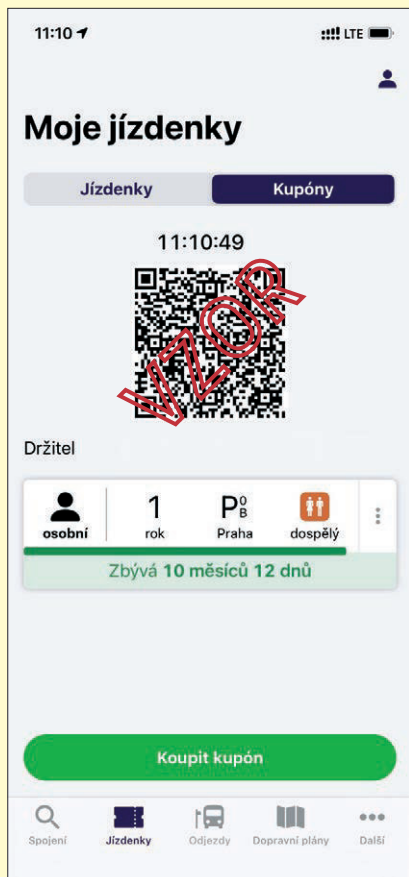 11:10
LTE
Moje jízdenky
Jízdenky Kupóny
11:10:49
VZOR
Držitel
osobní 1 rok P 0 B Praha dospělý
Zbývá 10 měsíců 12 dnů
Koupit kupón
Spojení Jízdenky Odjezdy Dopravní plány Další